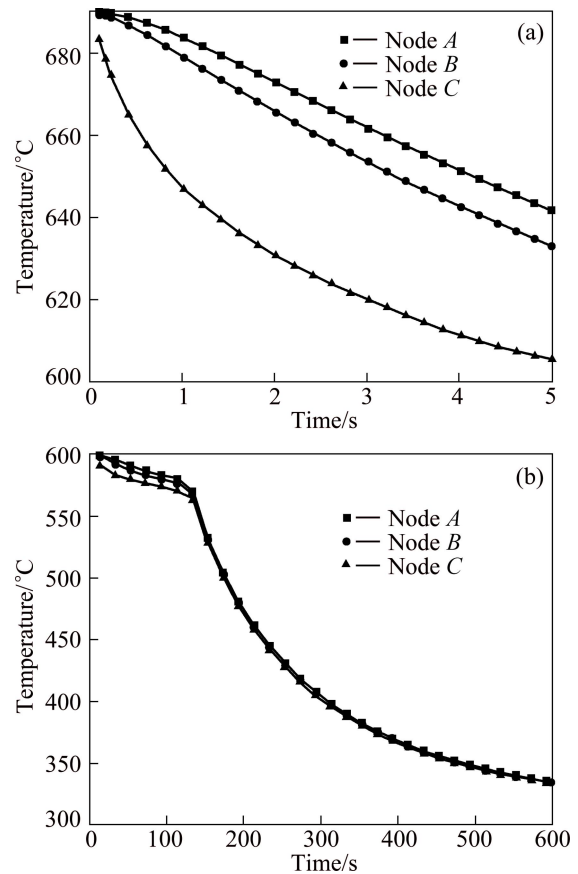 (a)
Node A
Node B
Node C
680
660
640
620
600
Temperature/°C
0 1 2 3 4 5
Time/s
(b)
Node A
Node B
Node C
600
550
500
450
400
350
300
Temperature/°C
0 100 200 300 400 500 600
Time/s